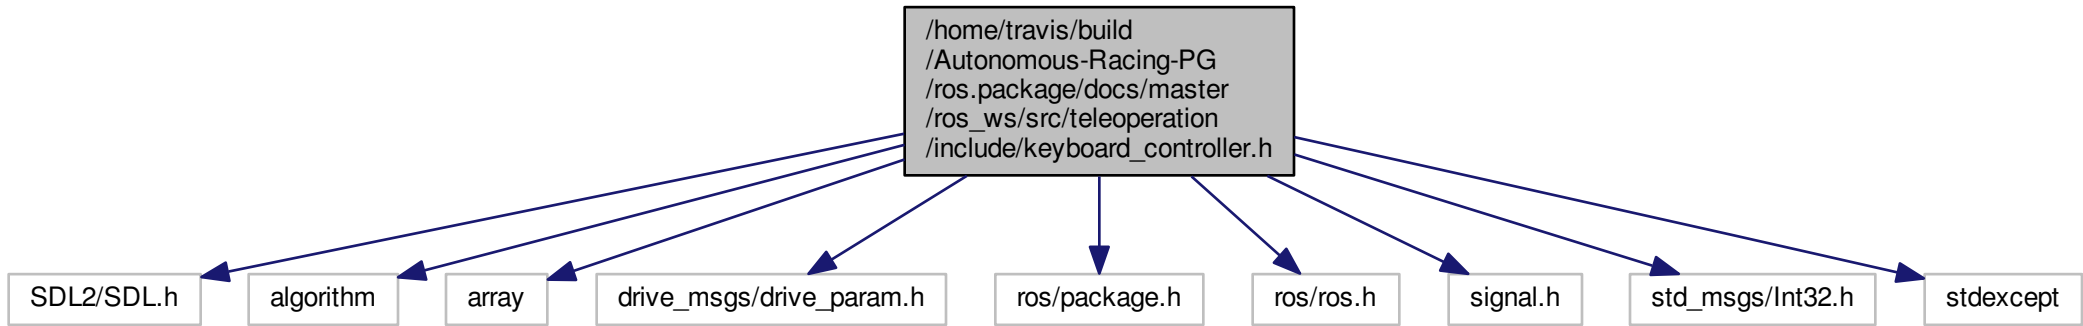 /home/travis/build
/Autonomous-Racing-PG
/ros.package/docs/master
/ros_ws/src/teleoperation
/include/keyboard_controller.h
SDL2/SDL.h
algorithm
array
drive_msgs/drive_param.h
ros/package.h
ros/ros.h
signal.h
std_msgs/Int32.h
stdexcept